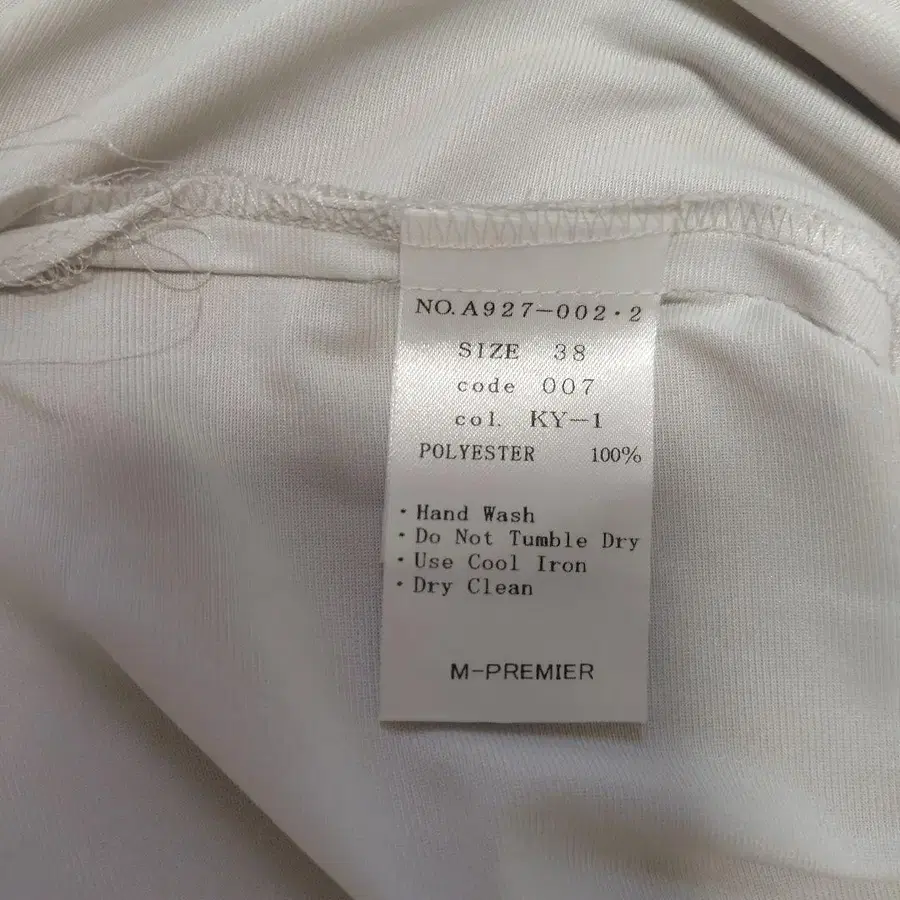 NO. A927-002・2
SIZE 38
code 007
col. KY-1
POLYESTER 100%
・Hand Wash
・Do Not Tumble Dry
・Use Cool Iron
・Dry Clean
M-PREMIER